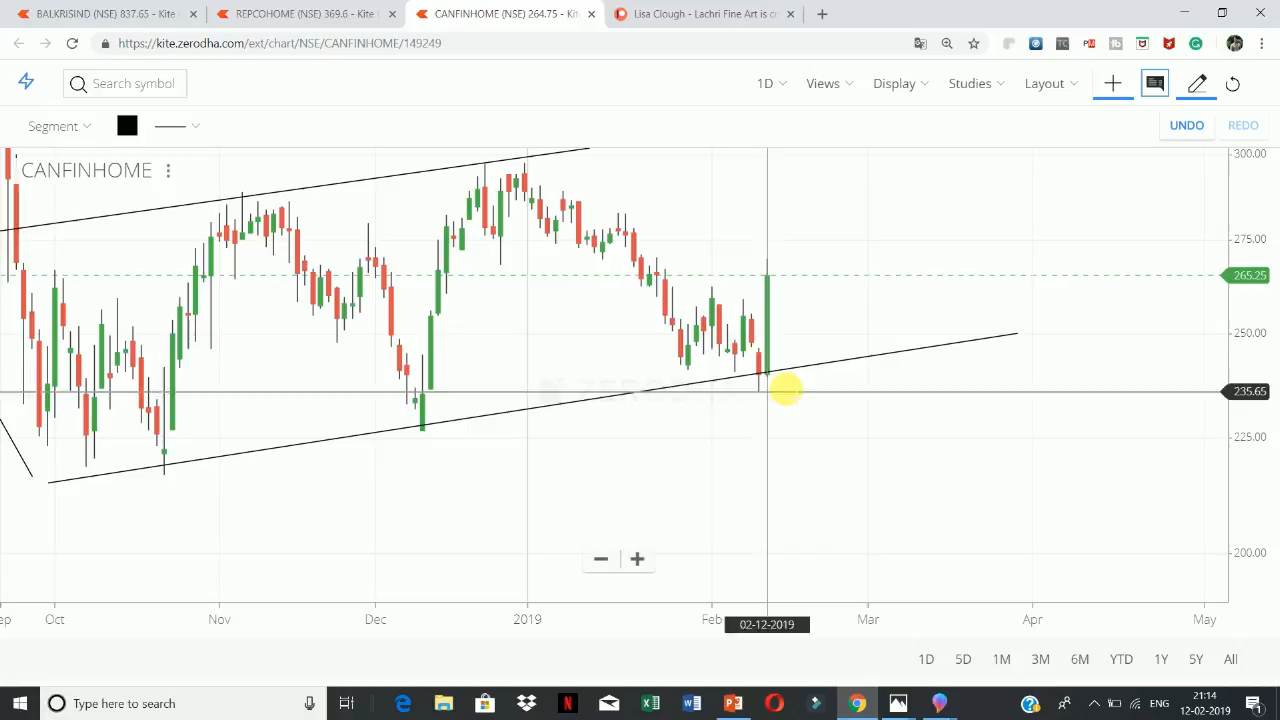 BALKRISIND (NSE) 837.65 - Kite
REPCOHOME (NSE) 369.6 - Kite
CANFINHOME (NSE) 264.75 - Kite
Lisa Clough - Lachri Fine Art is c
https://kite.zerodha.com/ext/chart/NSE/CANFINHOME/149249
Search symbol
1D Views Display Studies Layout
Segment
UNDO REDO
CANFINHOME
300.00
275.00
265.25
250.00
235.65
225.00
200.00
Oct Nov Dec 2019 Feb Mar Apr May
02-12-2019
1D 5D 1M 3M 6M YTD 1Y 5Y All
Type here to search
ENG
21:14
12-02-2019